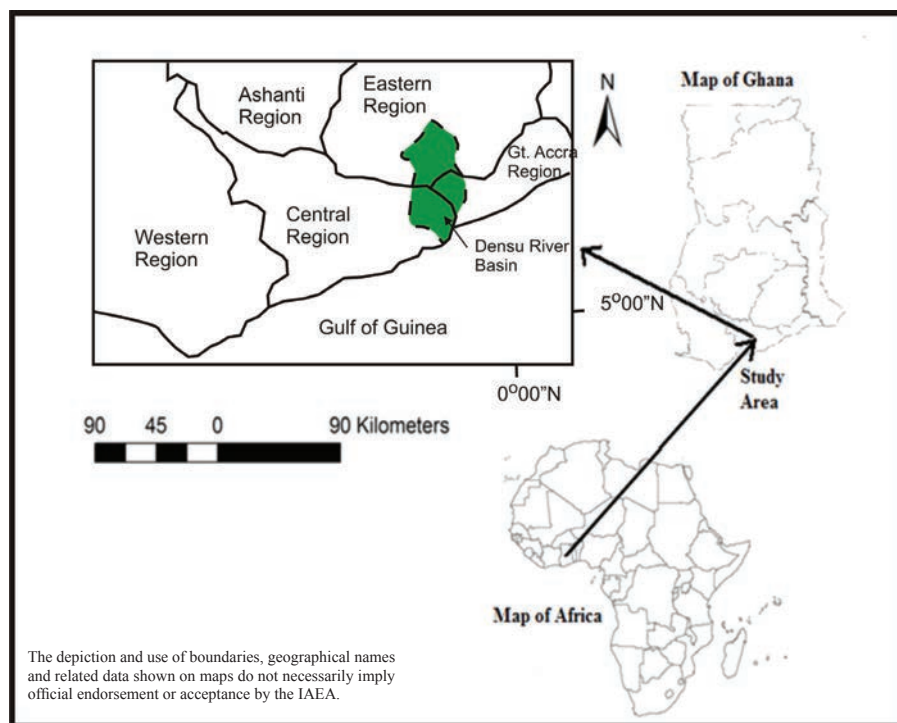 Ashanti
Region
Eastern
Region
Gt. Accra
Region
Central
Region
Western
Region
Densu River
Basin
Gulf of Guinea
5⁰00"N
0⁰00"N
N
Map of Ghana
Study
Area
90 45 0 90 Kilometers
Map of Africa
The depiction and use of boundaries, geographical names
and related data shown on maps do not necessarily imply
official endorsement or acceptance by the IAEA.